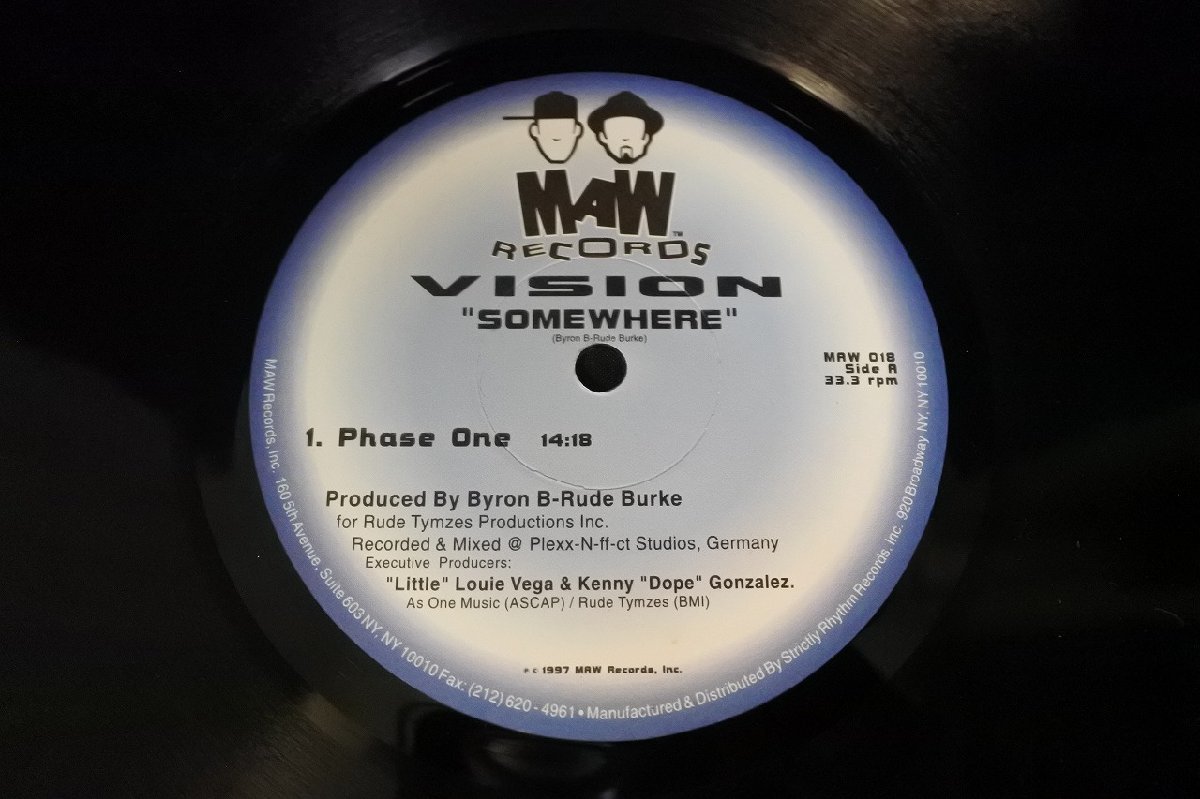 MAW
RECORDS™
VISION
"SOMEWHERE"
(Byron B-Rude Burke)
MAW 018
Side A
33.3 rpm
1. Phase One 14:18
Produced By Byron B-Rude Burke
for Rude Tymzes Productions Inc.
Recorded & Mixed @ Plexx-N-ff-ct Studios, Germany
Executive Producers:
"Little" Louie Vega & Kenny "Dope" Gonzalez.
As One Music (ASCAP) / Rude Tymzes (BMI)
℗ © 1997 MAW Records, Inc.
MAW Records, Inc. 160 5th Avenue, Suite 603 NY, NY 10010 Fax: (212) 620-4961 • Manufactured & Distributed By Strictly Rhythm Records, Inc. 920 Broadway NY, NY 10010